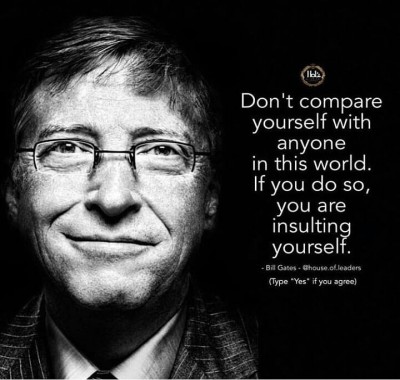 HoLs
Don't compare
yourself with
anyone
in this world.
If you do so,
you are
insulting
yourself.
- Bill Gates - @house.of.leaders
(Type "Yes" if you agree)